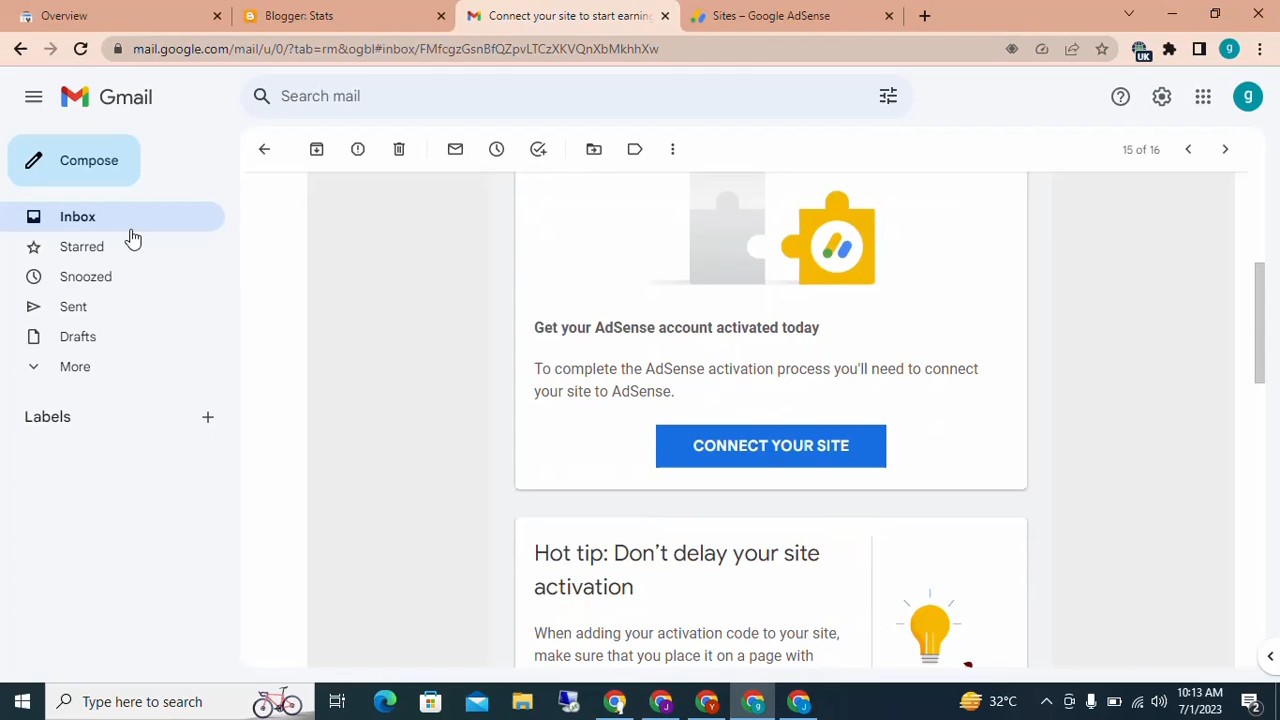 Overview
Blogger: Stats
Connect your site to start earning
Sites – Google AdSense
mail.google.com/mail/u/0/?tab=rm&ogbl#inbox/FMfcgzGsnBfQZpvLTCzXKVQnXbMkhhXw
UK
g
Gmail
Search mail
g
Compose
15 of 16
Inbox
Starred
Snoozed
Sent
Drafts
More
Labels
Get your AdSense account activated today
To complete the AdSense activation process you'll need to connect
your site to AdSense.
CONNECT YOUR SITE
Hot tip: Don't delay your site
activation
When adding your activation code to your site,
make sure that you place it on a page with
Type here to search
J
Y
g
J
32°C
10:13 AM
7/1/2023
2